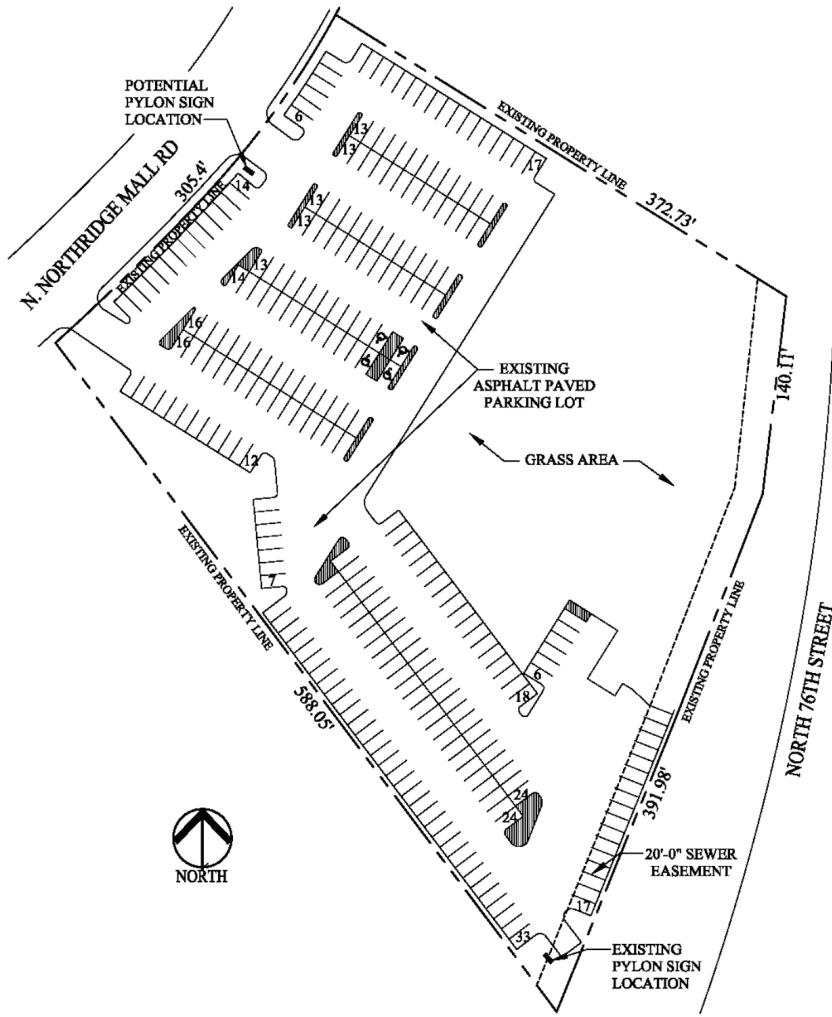 POTENTIAL
PYLON SIGN
LOCATION
N. NORTHRIDGE MALL RD
305.4'
EXISTING PROPERTY LINE
14
6
17
EXISTING PROPERTY LINE
372.73'
13
13
13
13
13
14
16
16
12
7
EXISTING
ASPHALT PAVED
PARKING LOT
GRASS AREA
140.11'
EXISTING PROPERTY LINE
588.05'
6
18
24
24
33
EXISTING PROPERTY LINE
391.98'
NORTH 76TH STREET
20'-0" SEWER
EASEMENT
17
EXISTING
PYLON SIGN
LOCATION
NORTH